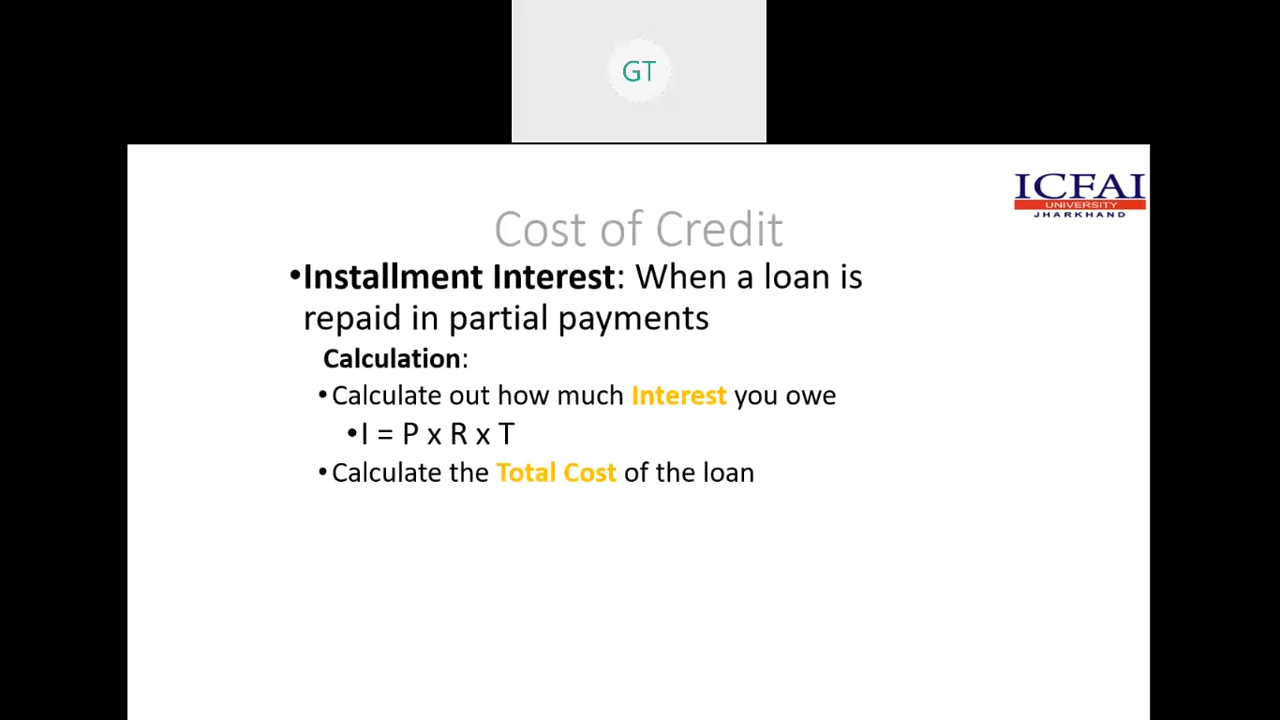 GT
ICFAI
UNIVERSITY
JHARKHAND
Cost of Credit
•Installment Interest: When a loan is
repaid in partial payments
Calculation:
•Calculate out how much Interest you owe
•I = P x R x T
•Calculate the Total Cost of the loan